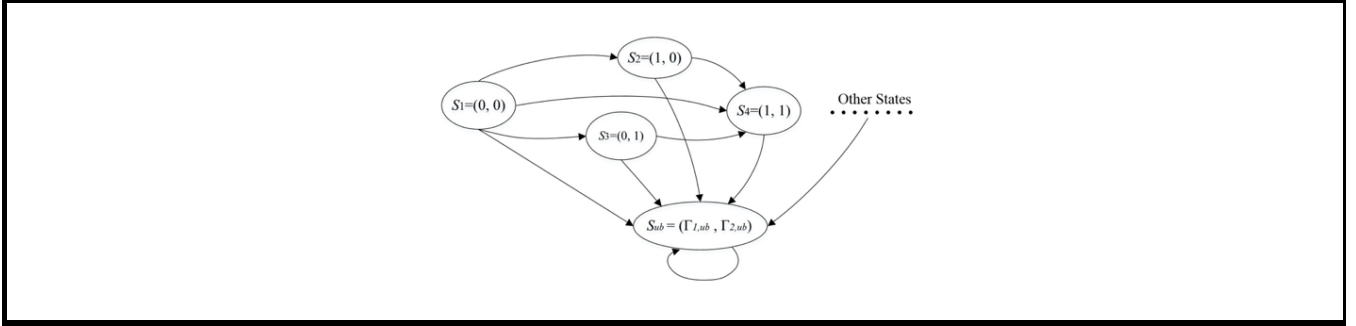 S2=(1, 0)
S1=(0, 0)
S4=(1, 1)
Other States
S3=(0, 1)
Sub = (Γ1,ub , Γ2,ub)